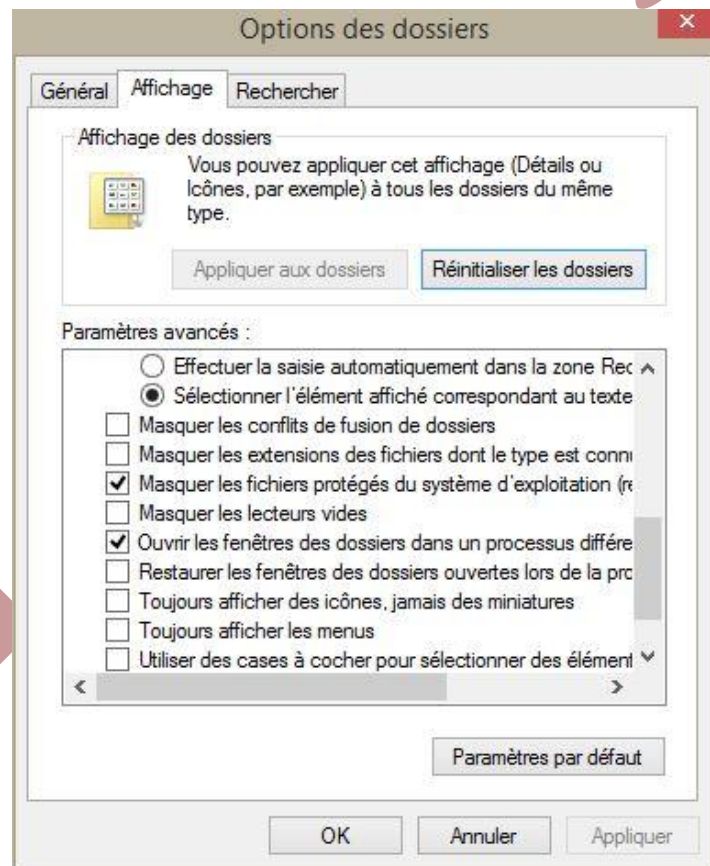 Options des dossiers
Général
Affichage
Rechercher
Affichage des dossiers
Vous pouvez appliquer cet affichage (Détails ou
Icônes, par exemple) à tous les dossiers du même
type.
Appliquer aux dossiers
Réinitialiser les dossiers
Paramètres avancés :
Effectuer la saisie automatiquement dans la zone Rec
Sélectionner l'élément affiché correspondant au texte
Masquer les conflits de fusion de dossiers
Masquer les extensions des fichiers dont le type est connu
Masquer les fichiers protégés du système d'exploitation (re
Masquer les lecteurs vides
Ouvrir les fenêtres des dossiers dans un processus différe
Restaurer les fenêtres des dossiers ouvertes lors de la pro
Toujours afficher des icônes, jamais des miniatures
Toujours afficher les menus
Utiliser des cases à cocher pour sélectionner des élément
Paramètres par défaut
OK
Annuler
Appliquer